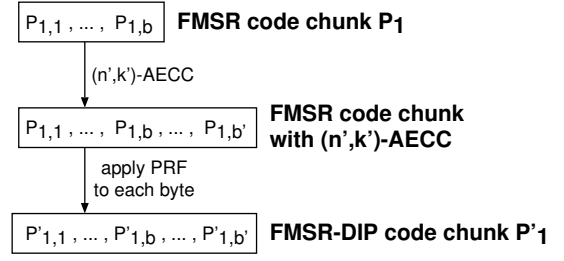 P1,1 , ... , P1,b FMSR code chunk P1
(n',k')-AECC
P1,1 , ... , P1,b , ... , P1,b' FMSR code chunk
with (n',k')-AECC
apply PRF
to each byte
P'1,1 , ... , P'1,b , ... , P'1,b' FMSR-DIP code chunk P'1